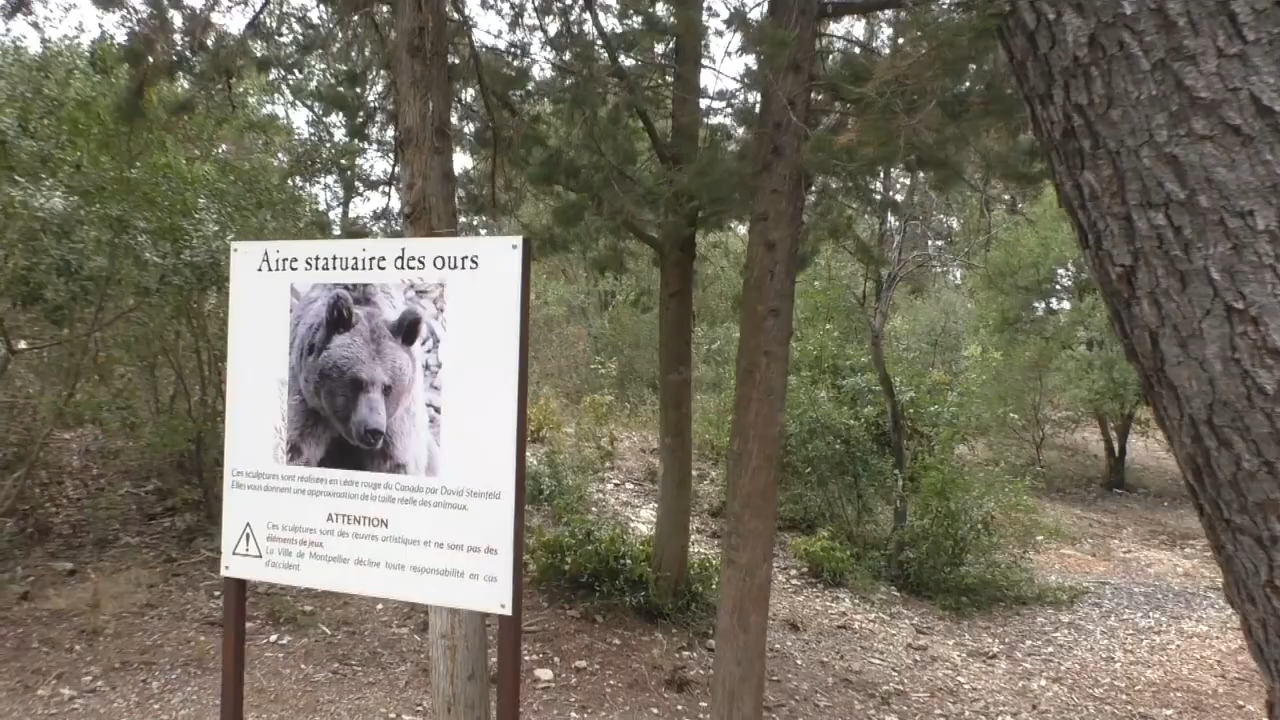 Aire statuaire des ours
Ces sculptures sont réalisées en cèdre rouge du Canada par David Steinfeld
Elles vous donnent une approximation de la taille réelle des animaux.
ATTENTION
Ces sculptures sont des œuvres artistiques et ne sont pas des
éléments de jeux.
La Ville de Montpellier décline toute responsabilité en cas
d'accident.